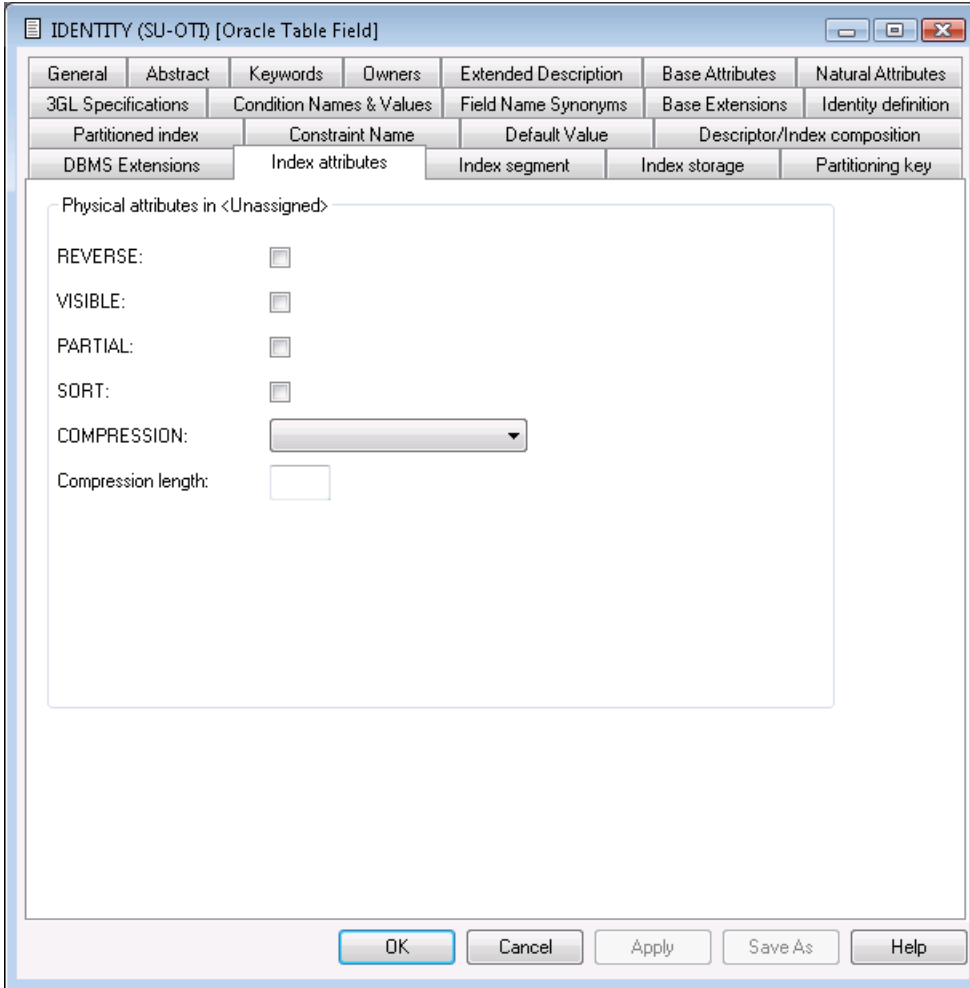 IDENTITY (SU-OTI) [Oracle Table Field]
General Abstract Keywords Owners Extended Description Base Attributes Natural Attributes
3GL Specifications Condition Names & Values Field Name Synonyms Base Extensions Identity definition
Partitioned index Constraint Name Default Value Descriptor/Index composition
DBMS Extensions Index attributes Index segment Index storage Partitioning key
Physical attributes in <Unassigned>
REVERSE:
VISIBLE:
PARTIAL:
SORT:
COMPRESSION:
Compression length:
OK Cancel Apply Save As Help